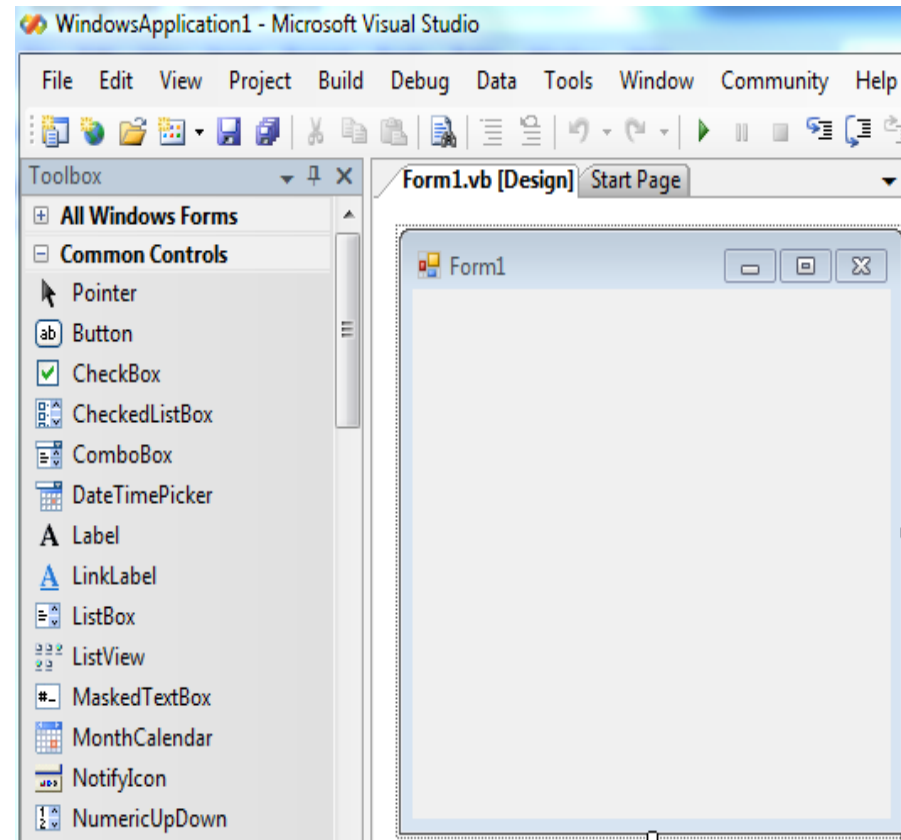 WindowsApplication1 - Microsoft Visual Studio
File Edit View Project Build Debug Data Tools Window Community Help
Toolbox
Form1.vb [Design] Start Page
All Windows Forms
Common Controls
Form1
Pointer
ab Button
CheckBox
CheckedListBox
ComboBox
DateTimePicker
A Label
A LinkLabel
ListBox
ListView
#_ MaskedTextBox
MonthCalendar
NotifyIcon
NumericUpDown